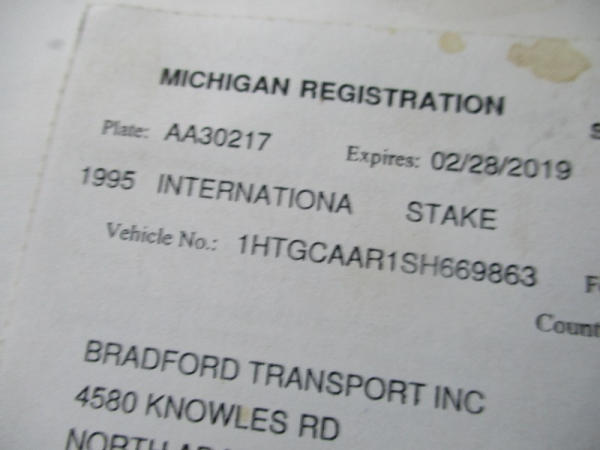 MICHIGAN REGISTRATION
Plate: AA30217 Expires: 02/28/2019
1995 INTERNATIONA STAKE
Vehicle No.: 1HTGCAAR1SH669863
BRADFORD TRANSPORT INC
4580 KNOWLES RD
NORTH